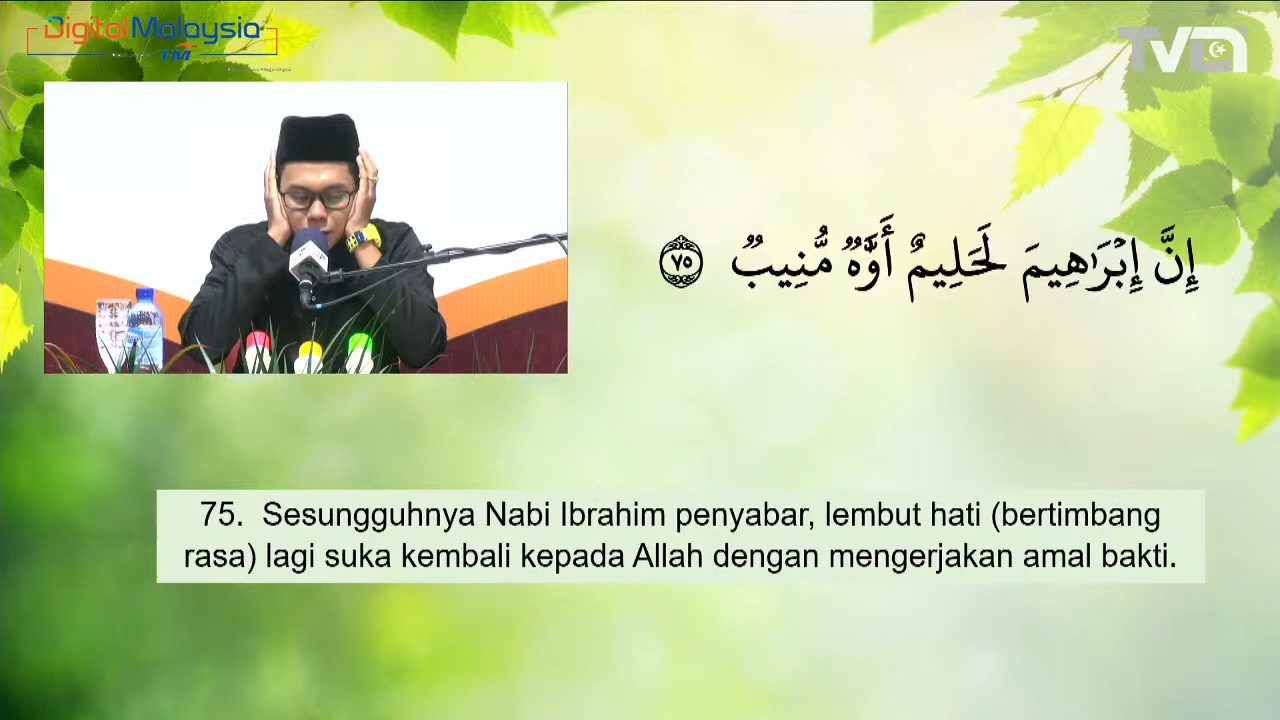 Digital Malaysia
TM
إِنَّ إِبْرَٰهِيمَ لَحَلِيمٌ أَوَّٰهٌ مُّنِيبٌ ٧٥
75. Sesungguhnya Nabi Ibrahim penyabar, lembut hati (bertimbang
rasa) lagi suka kembali kepada Allah dengan mengerjakan amal bakti.